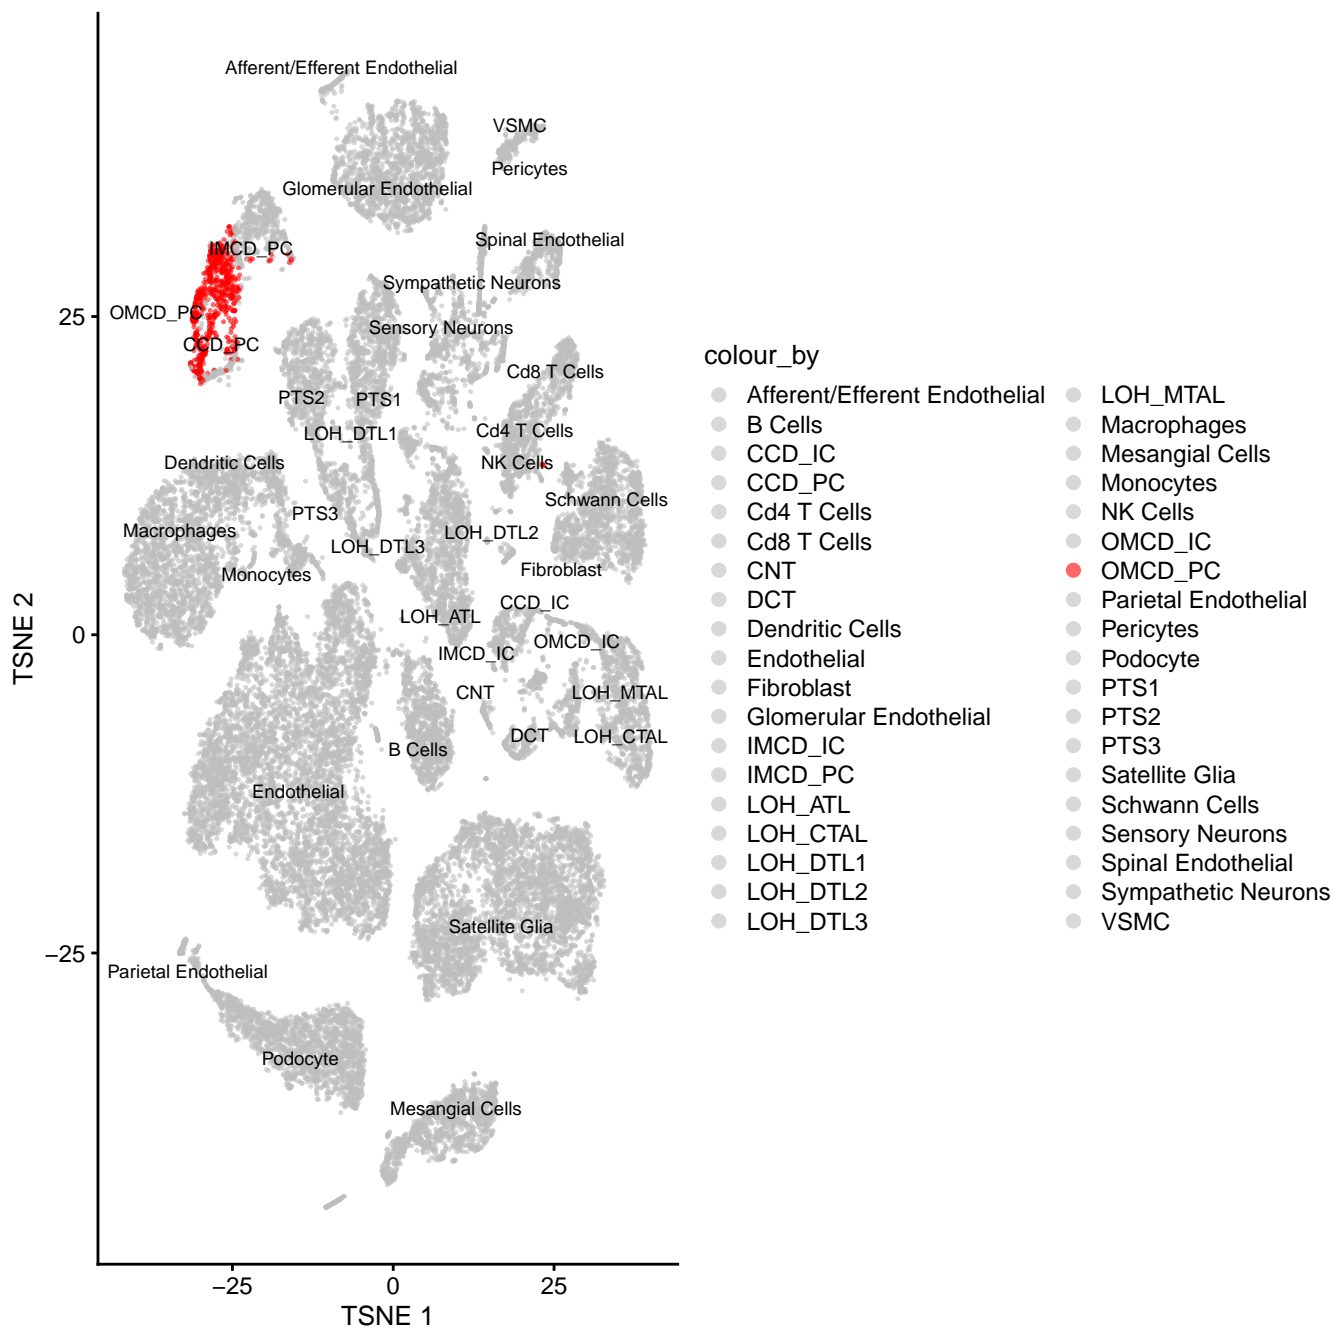 Afferent/Efferent Endothelial
VSMC
Pericytes
Glomerular Endothelial
Spinal Endothelial
IMCD_PC
Sympathetic Neurons
OMCD_PC
Sensory Neurons
CCD_PC
Cd8 T Cells
PTS2
PTS1
LOH_DTL1
Cd4 T Cells
Dendritic Cells
NK Cells
Schwann Cells
PTS3
Macrophages
LOH_DTL2
LOH_DTL3
Monocytes
Fibroblast
CCD_IC
LOH_ATL
OMCD_IC
IMCD_IC
CNT
LOH_MTAL
DCT
LOH_CTAL
B Cells
Endothelial
Satellite Glia
Parietal Endothelial
Podocyte
Mesangial Cells
25
0
−25
TSNE 2
−25
0
25
TSNE 1
colour_by
Afferent/Efferent Endothelial
B Cells
CCD_IC
CCD_PC
Cd4 T Cells
Cd8 T Cells
CNT
DCT
Dendritic Cells
Endothelial
Fibroblast
Glomerular Endothelial
IMCD_IC
IMCD_PC
LOH_ATL
LOH_CTAL
LOH_DTL1
LOH_DTL2
LOH_DTL3
LOH_MTAL
Macrophages
Mesangial Cells
Monocytes
NK Cells
OMCD_IC
OMCD_PC
Parietal Endothelial
Pericytes
Podocyte
PTS1
PTS2
PTS3
Satellite Glia
Schwann Cells
Sensory Neurons
Spinal Endothelial
Sympathetic Neurons
VSMC